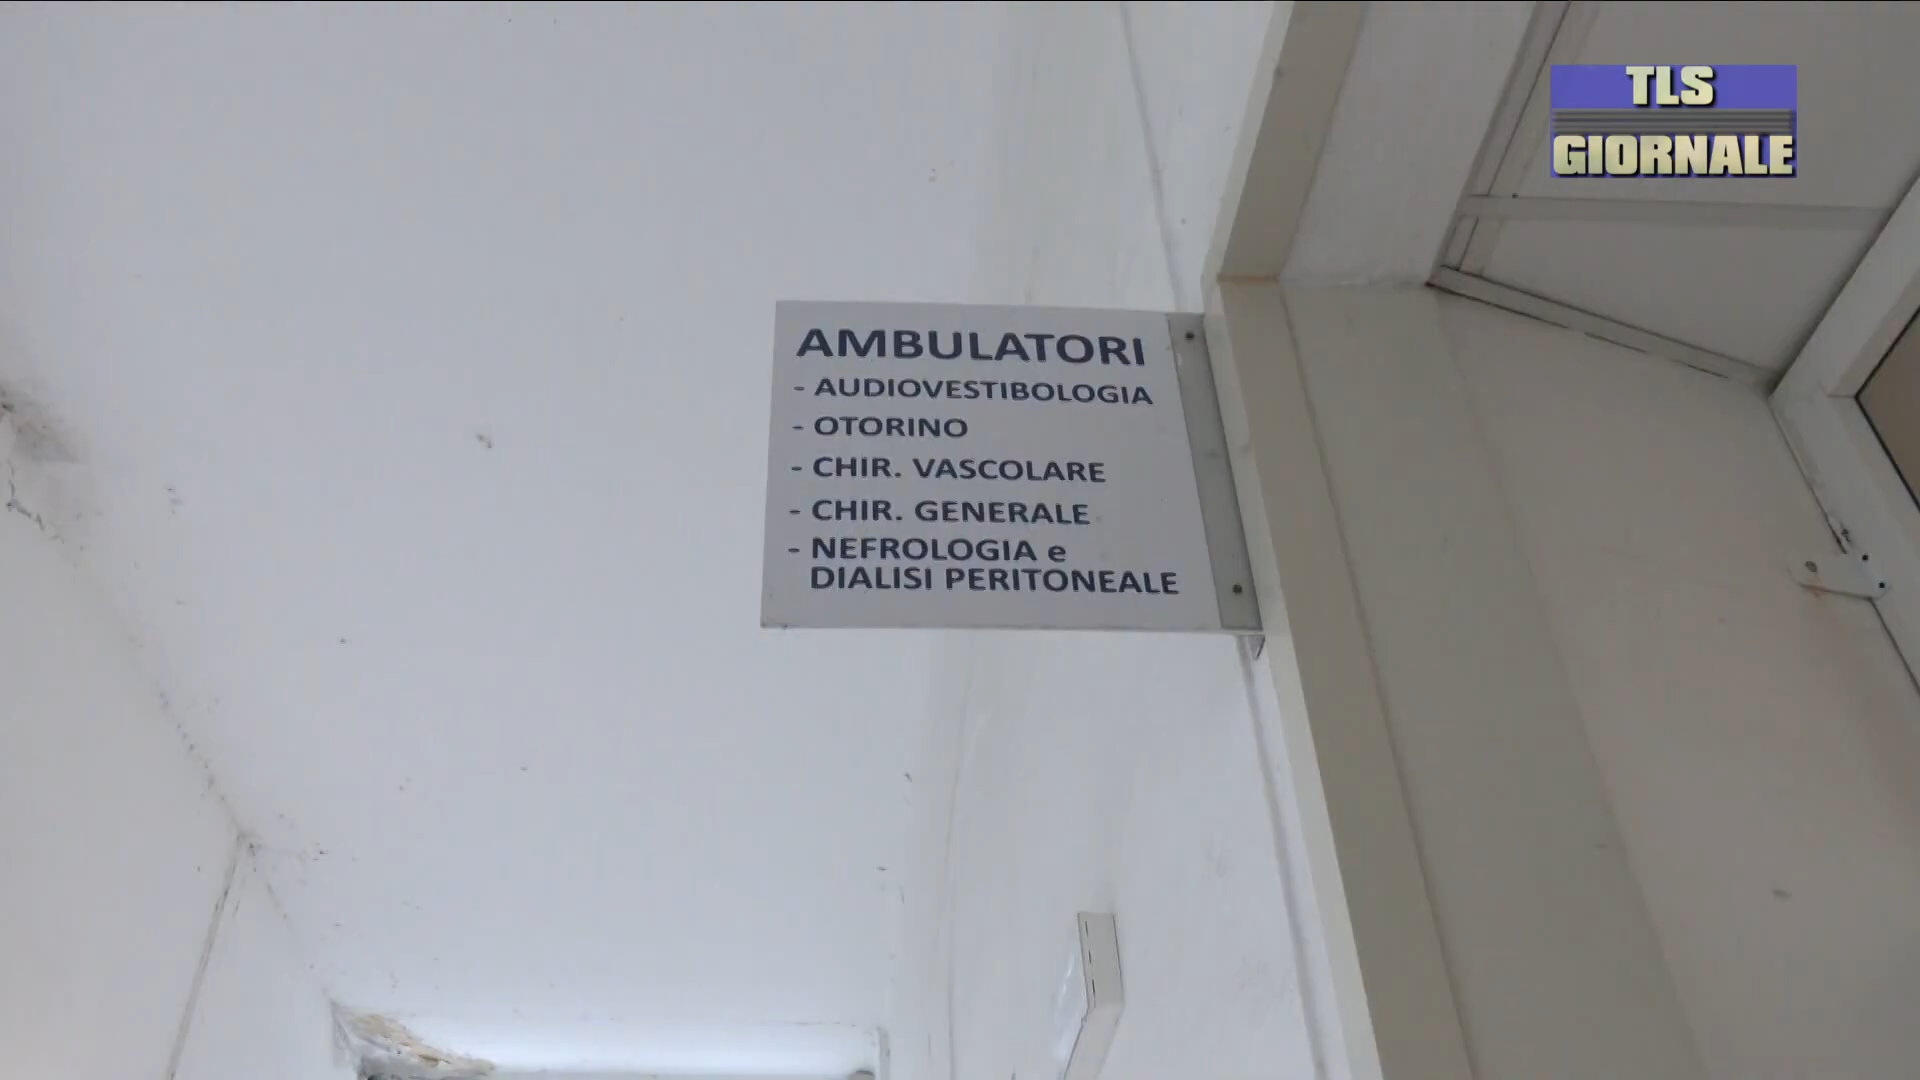 TLS
GIORNALE
AMBULATORI
- AUDIOVESTIBOLOGIA
- OTORINO
- CHIR. VASCOLARE
- CHIR. GENERALE
- NEFROLOGIA e
DIALISI PERITONEALE